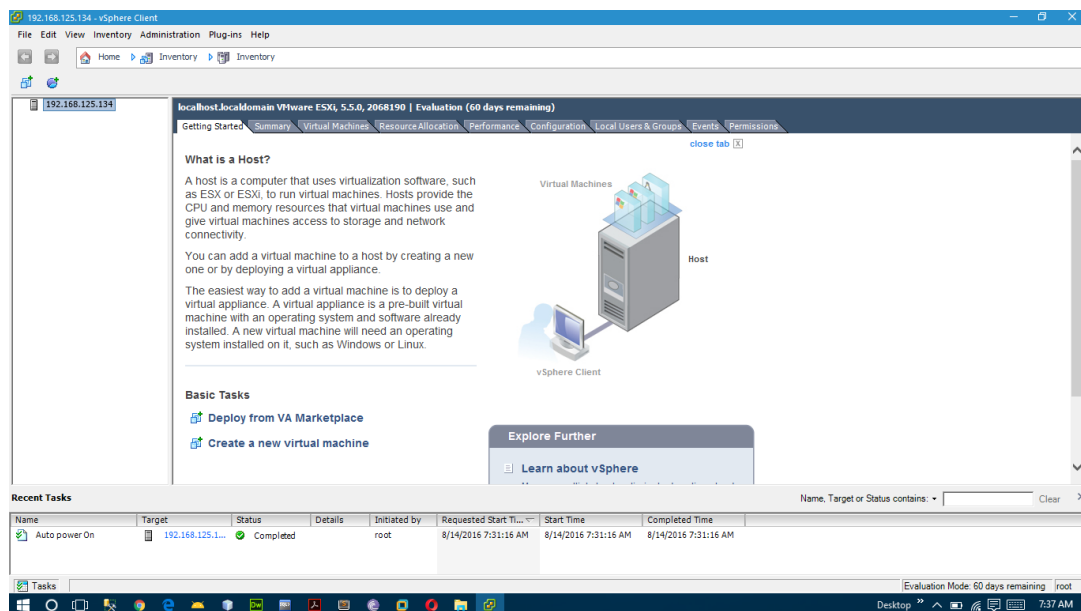 192.168.125.134 - vSphere Client
File Edit View Inventory Administration Plug-ins Help
Home Inventory Inventory
192.168.125.134
localhost.localdomain VMware ESXi, 5.5.0, 2068190 | Evaluation (60 days remaining)
Getting Started Summary Virtual Machines Resource Allocation Performance Configuration Local Users & Groups Events Permissions
close tab X
What is a Host?
A host is a computer that uses virtualization software, such
as ESX or ESXi, to run virtual machines. Hosts provide the
CPU and memory resources that virtual machines use and
give virtual machines access to storage and network
connectivity.
You can add a virtual machine to a host by creating a new
one or by deploying a virtual appliance.
The easiest way to add a virtual machine is to deploy a
virtual appliance. A virtual appliance is a pre-built virtual
machine with an operating system and software already
installed. A new virtual machine will need an operating
system installed on it, such as Windows or Linux.
Virtual Machines
Host
vSphere Client
Basic Tasks
Deploy from VA Marketplace
Create a new virtual machine
Explore Further
Learn about vSphere
Recent Tasks
Name, Target or Status contains:
Clear
Name Target Status Details Initiated by Requested Start Ti... Start Time Completed Time
Auto power On 192.168.125.1... Completed root 8/14/2016 7:31:16 AM 8/14/2016 7:31:16 AM 8/14/2016 7:31:16 AM
Tasks
Evaluation Mode: 60 days remaining root
Dw
Desktop 7:37 AM